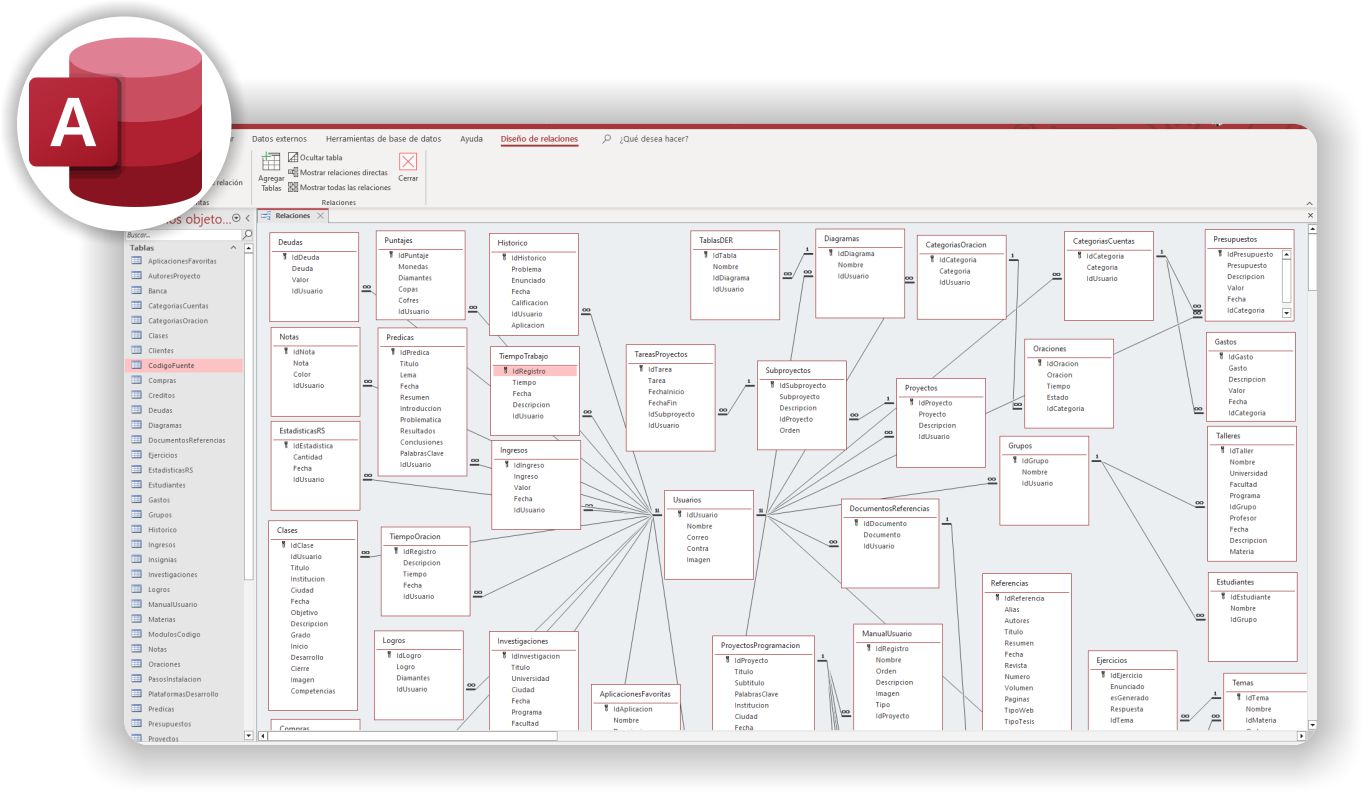 A
Datos externos
Herramientas de base de datos
Ayuda
Diseño de relaciones
¿Qué desea hacer?
relación
Agregar
Tablas
Ocultar tabla
Mostrar relaciones directas
Mostrar todas las relaciones
Cerrar
Relaciones
objeto...
Relaciones
Buscar...
Tablas
AplicacionesFavoritas
AutoresProyecto
Banca
CategoriasCuentas
CategoriasOracion
Clases
Clientes
CodigoFuente
Compras
Creditos
Deudas
Diagramas
DocumentosReferencias
Ejercicios
EstadisticasRS
Estudiantes
Gastos
Grupos
Historico
Ingresos
Insignias
Investigaciones
Logros
ManualUsuario
Materias
ModulosCodigo
Notas
Oraciones
PasosInstalacion
PlataformasDesarrollo
Predicas
Presupuestos
Proyectos
Deudas
IdDeuda
Deuda
Valor
IdUsuario
Puntajes
IdPuntaje
Monedas
Diamantes
Copas
Cofres
IdUsuario
Historico
IdHistorico
Problema
Enunciado
Fecha
Calificacion
IdUsuario
Aplicacion
TablasDER
IdTabla
Nombre
IdDiagrama
IdUsuario
Diagramas
IdDiagrama
Nombre
IdUsuario
CategoriasOracion
IdCategoria
Categoria
IdUsuario
CategoriasCuentas
IdCategoria
Categoria
IdUsuario
Presupuestos
IdPresupuesto
Presupuesto
Descripcion
Valor
Fecha
IdCategoria
Notas
IdNota
Nota
Color
IdUsuario
Predicas
IdPredica
Titulo
Lema
Fecha
Resumen
Introduccion
Problematica
Resultados
Conclusiones
PalabrasClave
IdUsuario
TiempoTrabajo
IdRegistro
Tiempo
Fecha
Descripcion
IdUsuario
TareasProyectos
IdTarea
Tarea
FechaInicio
FechaFin
IdSubproyecto
IdUsuario
Subproyectos
IdSubproyecto
Subproyecto
Descripcion
IdProyecto
Orden
Proyectos
IdProyecto
Proyecto
Descripcion
IdUsuario
Oraciones
IdOracion
Oracion
Tiempo
Estado
IdCategoria
Gastos
IdGasto
Gasto
Descripcion
Valor
Fecha
IdCategoria
EstadisticasRS
IdEstadistica
Cantidad
Fecha
IdUsuario
Ingresos
IdIngreso
Ingreso
Valor
Fecha
IdUsuario
Grupos
IdGrupo
Nombre
IdUsuario
Talleres
IdTaller
Nombre
Universidad
Facultad
Programa
IdGrupo
Profesor
Fecha
Descripcion
Materia
Usuarios
IdUsuario
Nombre
Correo
Contra
Imagen
DocumentosReferencias
IdDocumento
Documento
IdUsuario
Clases
IdClase
IdUsuario
Titulo
Institucion
Ciudad
Fecha
Objetivo
Descripcion
Grado
Inicio
Desarrollo
Cierre
Imagen
Competencias
TiempoOracion
IdRegistro
Descripcion
Tiempo
Fecha
IdUsuario
Referencias
IdReferencia
Alias
Autores
Titulo
Resumen
Fecha
Revista
Numero
Volumen
Paginas
TipoWeb
TipoTesis
Estudiantes
IdEstudiante
Nombre
IdGrupo
Logros
IdLogro
Logro
Diamantes
IdUsuario
Investigaciones
IdInvestigacion
Titulo
Universidad
Ciudad
Fecha
Programa
Facultad
AplicacionesFavoritas
IdAplicacion
Nombre
ProyectosProgramacion
IdProyecto
Titulo
Subtitulo
PalabrasClave
Institucion
Ciudad
Fecha
ManualUsuario
IdRegistro
Nombre
Orden
Descripcion
Imagen
Tipo
IdProyecto
Ejercicios
IdEjercicio
Enunciado
esGenerado
Respuesta
IdTema
Temas
IdTema
Nombre
IdMateria
Compras